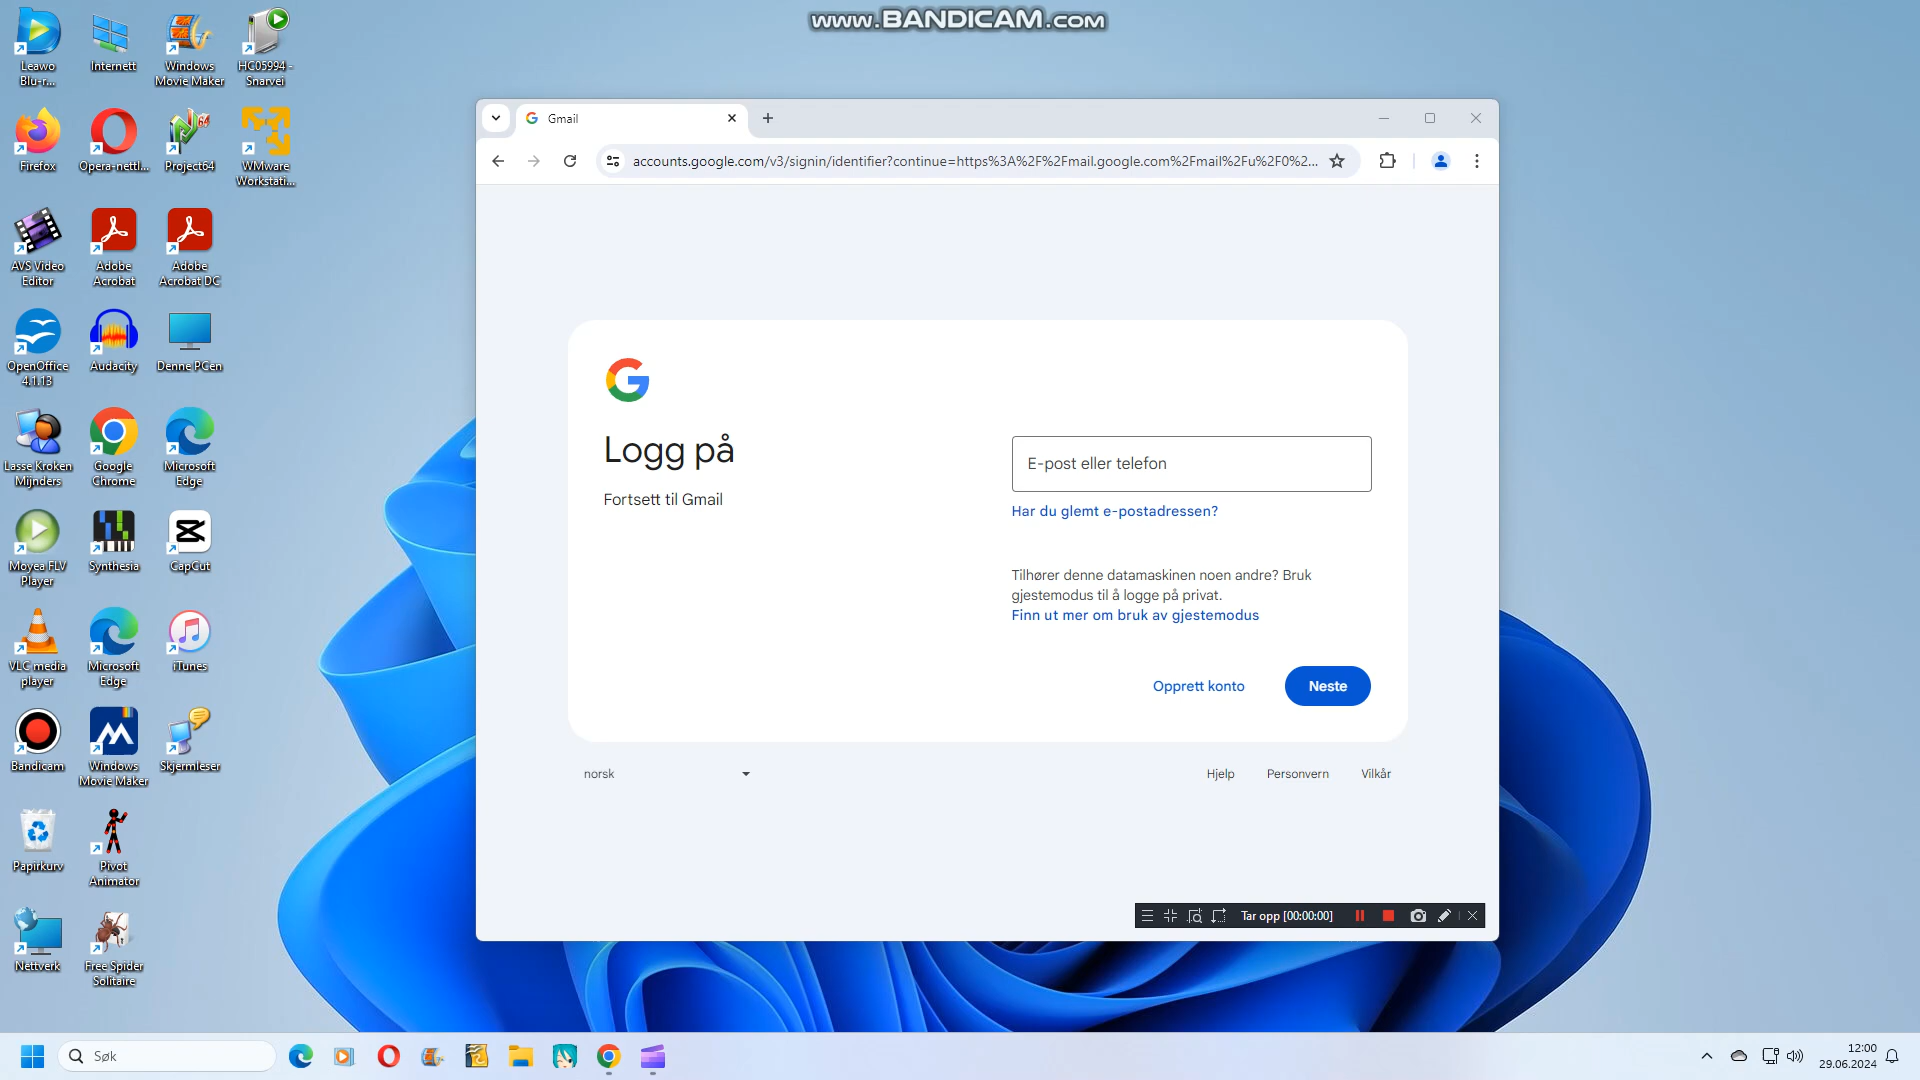 www.BANDICAM.com
Leawo
Blu-r...
Internett
Windows
Movie Maker
HC05994 -
Snarvei
Firefox
Opera-nettl...
Project64
WMware
Workstati...
AVS Video
Editor
Adobe
Acrobat
Adobe
Acrobat DC
OpenOffice
4.1.13
Audacity
Denne PCen
Lasse Kroken
Mijnders
Google
Chrome
Microsoft
Edge
Moyea FLV
Player
Synthesia
CapCut
VLC media
player
Microsoft
Edge
iTunes
Bandicam
Windows
Movie Maker
Skjermleser
Papirkurv
Pivot
Animator
Nettverk
Free Spider
Solitaire
Gmail
accounts.google.com/v3/signin/identifier?continue=https%3A%2F%2Fmail.google.com%2Fmail%2Fu%2F0%2...
Logg på
Fortsett til Gmail
E-post eller telefon
Har du glemt e-postadressen?
Tilhører denne datamaskinen noen andre? Bruk
gjestemodus til å logge på privat.
Finn ut mer om bruk av gjestemodus
Opprett konto
Neste
norsk
Hjelp
Personvern
Vilkår
Tar opp [00:00:00]
Søk
12:00
29.06.2024